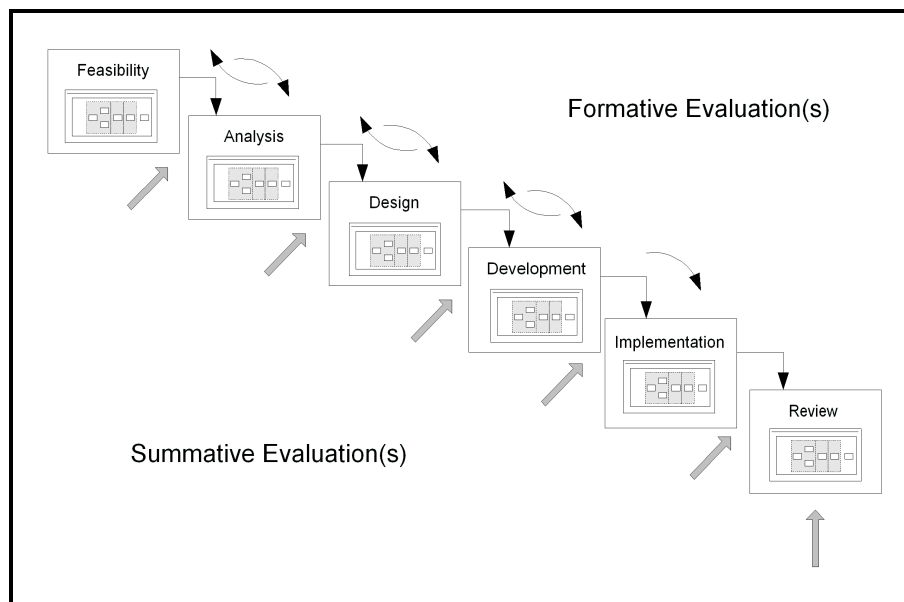 Feasibility
Formative Evaluation(s)
Analysis
Design
Development
Implementation
Review
Summative Evaluation(s)